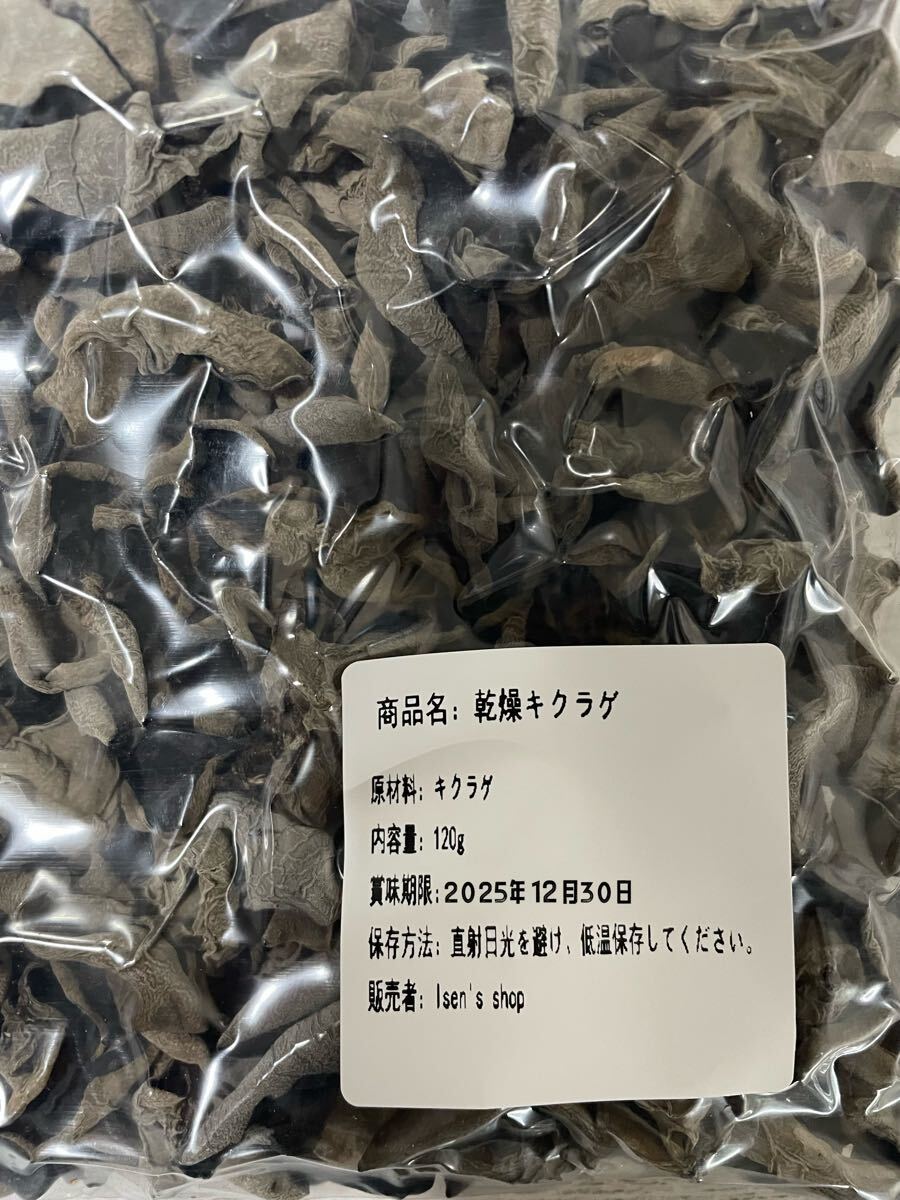 商品名: 乾燥キクラゲ
原材料: キクラゲ
内容量: 120g
賞味期限:2025年12月30日
保存方法: 直射日光を避け、低温保存してください。
販売者: Isen's shop